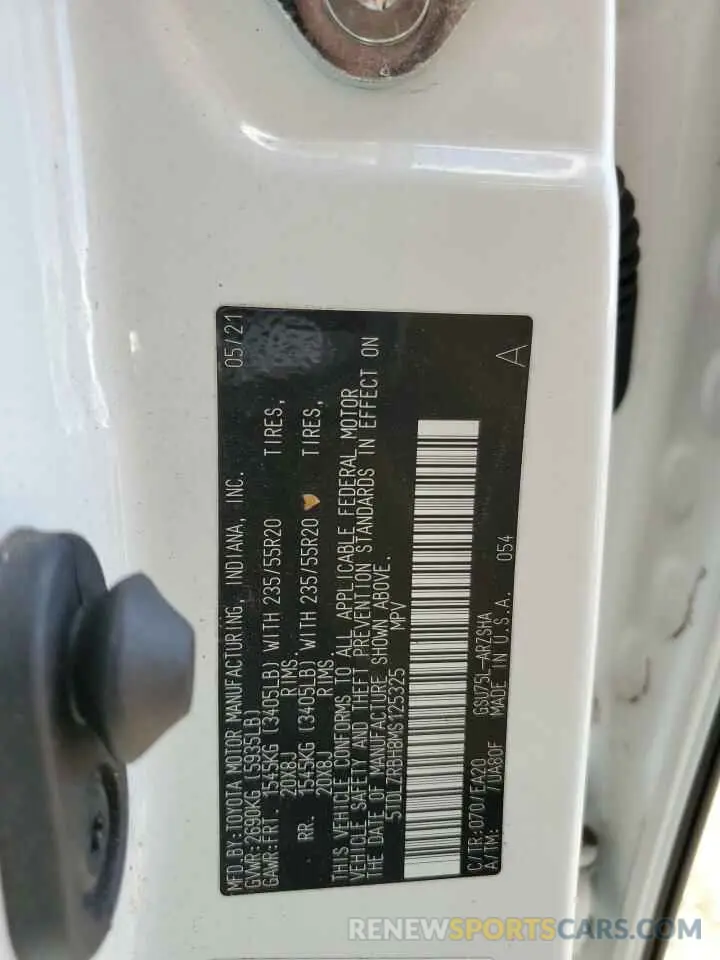 MFD.BY:TOYOTA MOTOR MANUFACTURING, INDIANA, INC. 05/21
GVWR:2690KG (5935LB)
GAWR:FRT. 1545KG (3405LB) WITH 235/55R20 TIRES,
20X8J RIMS,
RR. 1545KG (3405LB) WITH 235/55R20 TIRES,
20X8J RIMS.
THIS VEHICLE CONFORMS TO ALL APPLICABLE FEDERAL MOTOR
VEHICLE SAFETY AND THEFT PREVENTION STANDARDS IN EFFECT ON
THE DATE OF MANUFACTURE SHOWN ABOVE.
5TDLZRBH8MS125325 MPV
C/TR:070/EA20 GSU75L-ARZSHA A
A/TM: /UA80F MADE IN U.S.A. 054
RENEWSPORTSCARS.COM